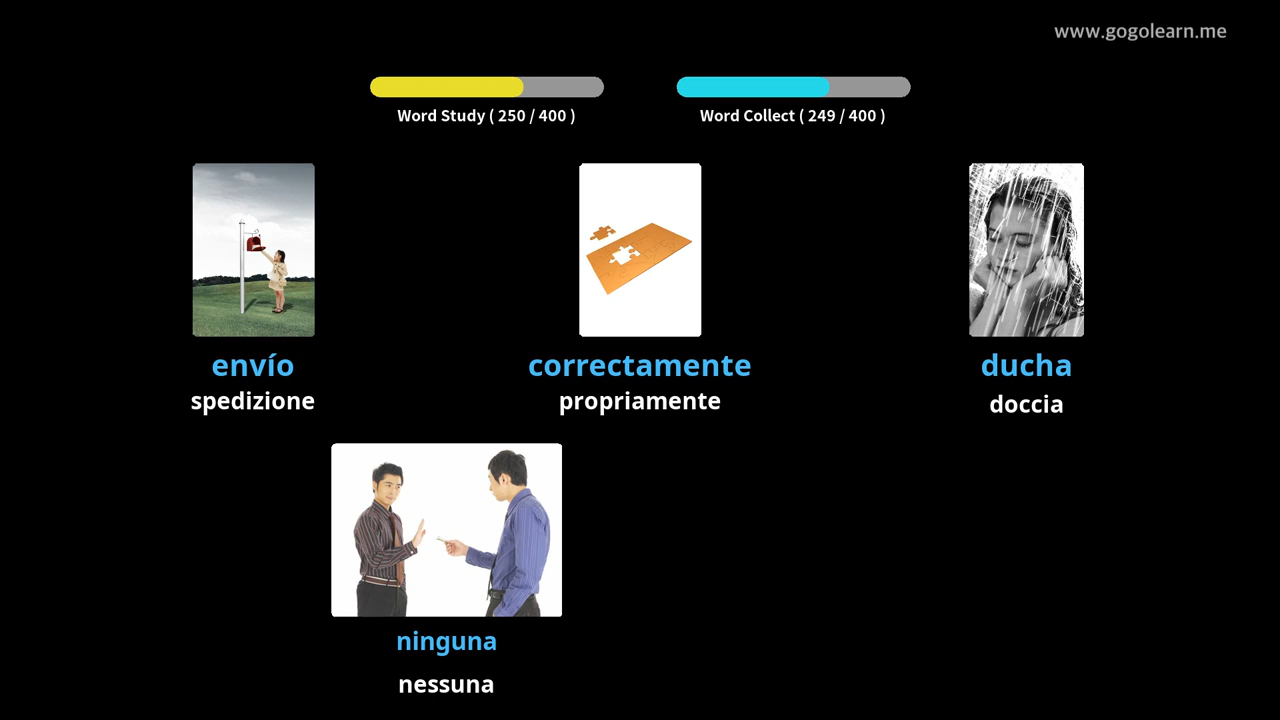 www.gogolearn.me
Word Study ( 250 / 400 )
Word Collect ( 249 / 400 )
envío
spedizione
correctamente
propriamente
ducha
doccia
ninguna
nessuna